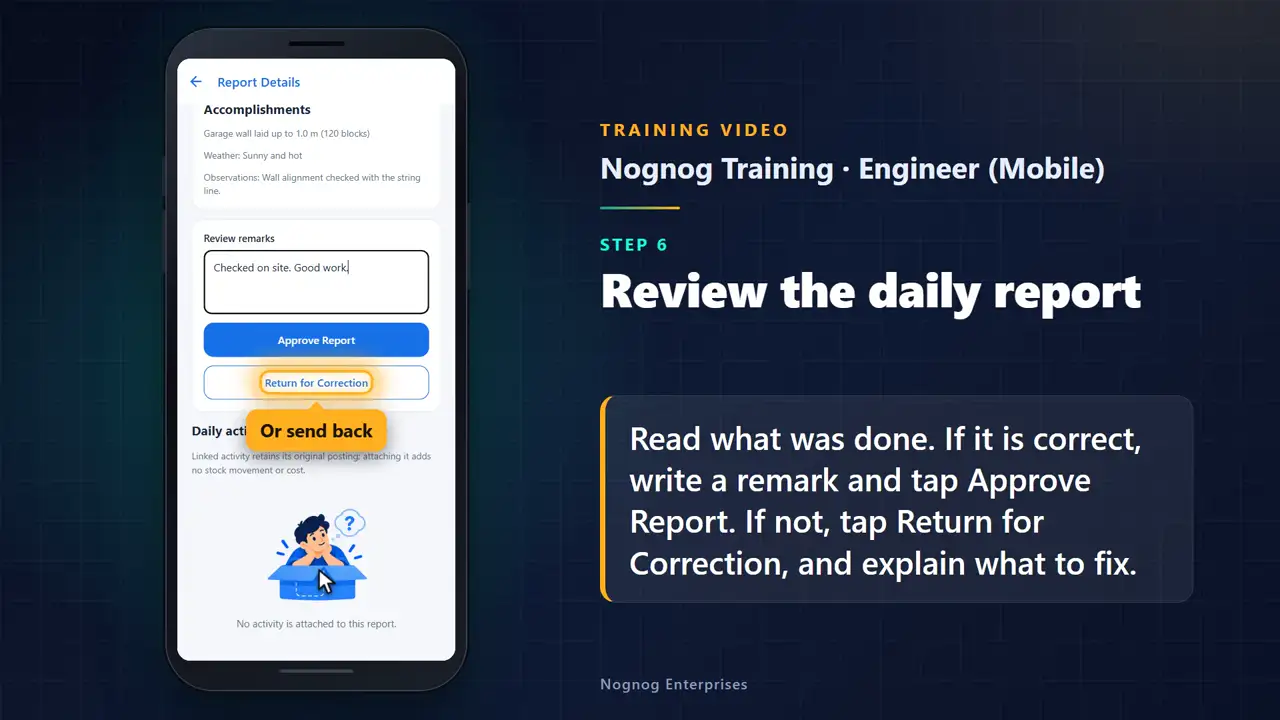 Report Details
Accomplishments
Garage wall laid up to 1.0 m (120 blocks)
Weather: Sunny and hot
Observations: Wall alignment checked with the string
line.
Review remarks
Checked on site. Good work.
Approve Report
Return for Correction
Or send back
Daily acti
Linked activity retains its original posting; attaching it adds
no stock movement or cost.
?
No activity is attached to this report.
TRAINING VIDEO
Nognog Training · Engineer (Mobile)
STEP 6
Review the daily report
Read what was done. If it is correct,
write a remark and tap Approve
Report. If not, tap Return for
Correction, and explain what to fix.
Nognog Enterprises